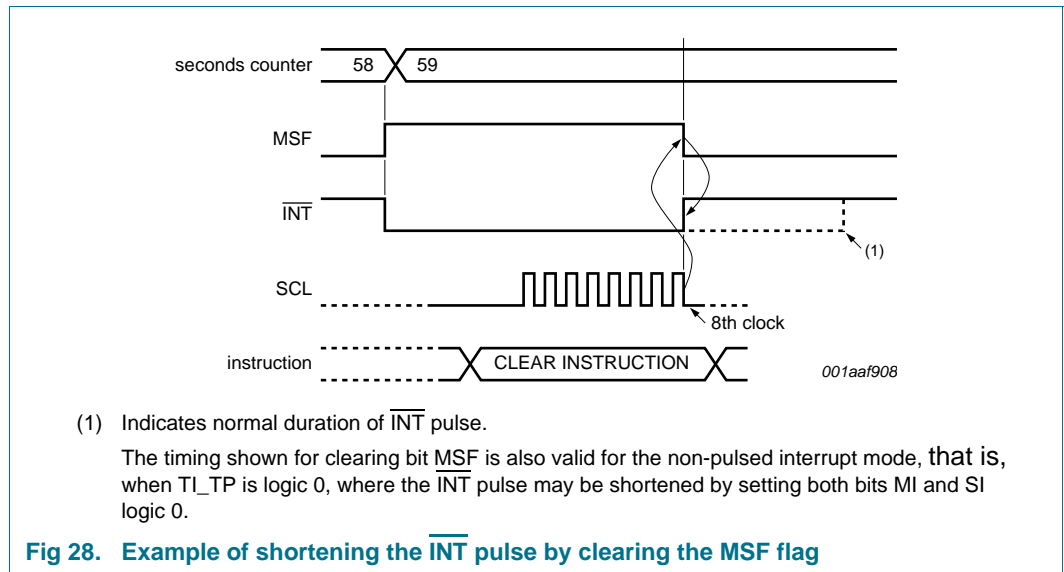 seconds counter 58 59
MSF
INT
(1)
SCL
8th clock
instruction CLEAR INSTRUCTION
001aaf908
(1) Indicates normal duration of INT pulse.
The timing shown for clearing bit MSF is also valid for the non-pulsed interrupt mode, that is,
when TI_TP is logic 0, where the INT pulse may be shortened by setting both bits MI and SI
logic 0.
Fig 28. Example of shortening the INT pulse by clearing the MSF flag